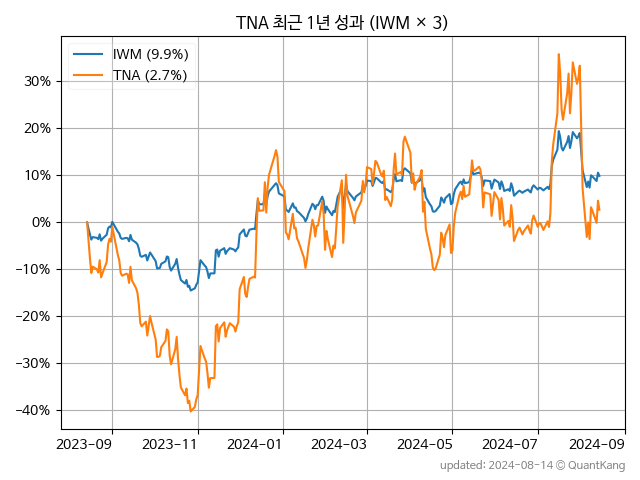 TNA 최근 1년 성과 (IWM × 3)
IWM (9.9%)
TNA (2.7%)
30%
20%
10%
0%
−10%
−20%
−30%
−40%
2023-09 2023-11 2024-01 2024-03 2024-05 2024-07 2024-09
updated: 2024-08-14 © QuantKang